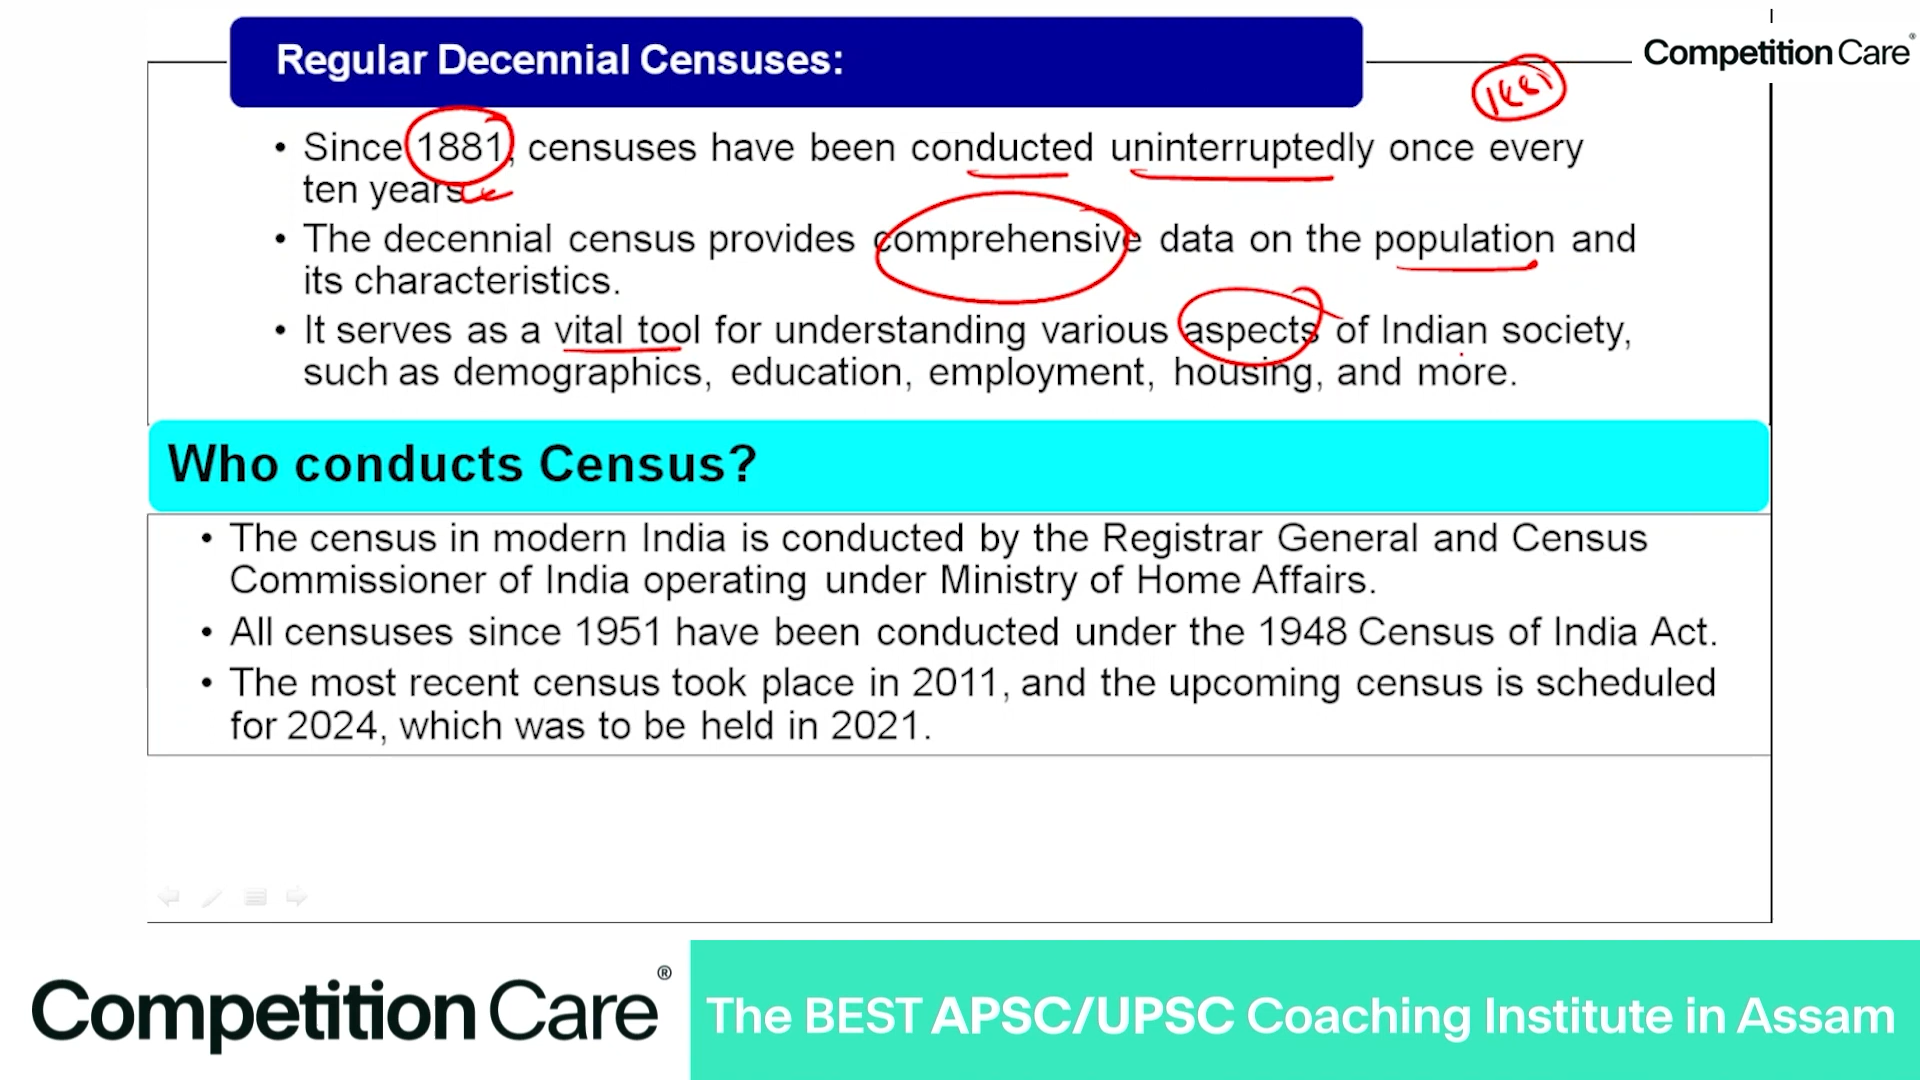 Regular Decennial Censuses:
Competition Care
1881
• Since 1881, censuses have been conducted uninterruptedly once every
ten years.
• The decennial census provides comprehensive data on the population and
its characteristics.
• It serves as a vital tool for understanding various aspects of Indian society,
such as demographics, education, employment, housing, and more.
Who conducts Census?
• The census in modern India is conducted by the Registrar General and Census
Commissioner of India operating under Ministry of Home Affairs.
• All censuses since 1951 have been conducted under the 1948 Census of India Act.
• The most recent census took place in 2011, and the upcoming census is scheduled
for 2024, which was to be held in 2021.
Competition Care®
The BEST APSC/UPSC Coaching Institute in Assam